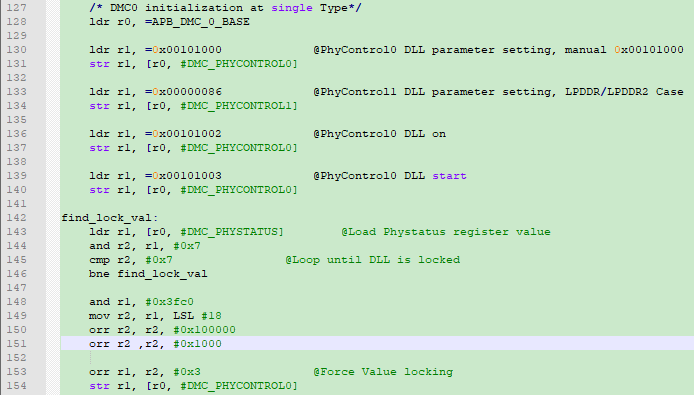 127 /* DMC0 initialization at single Type*/
128 ldr r0, =APB_DMC_0_BASE
129
130 ldr r1, =0x00101000 @PhyControl0 DLL parameter setting, manual 0x00101000
131 str r1, [r0, #DMC_PHYCONTROL0]
132
133 ldr r1, =0x00000086 @PhyControl1 DLL parameter setting, LPDDR/LPDDR2 Case
134 str r1, [r0, #DMC_PHYCONTROL1]
135
136 ldr r1, =0x00101002 @PhyControl0 DLL on
137 str r1, [r0, #DMC_PHYCONTROL0]
138
139 ldr r1, =0x00101003 @PhyControl0 DLL start
140 str r1, [r0, #DMC_PHYCONTROL0]
141
142 find_lock_val:
143 ldr r1, [r0, #DMC_PHYSTATUS] @Load Phystatus register value
144 and r2, r1, #0x7
145 cmp r2, #0x7 @Loop until DLL is locked
146 bne find_lock_val
147
148 and r1, #0x3fc0
149 mov r2, r1, LSL #18
150 orr r2, r2, #0x100000
151 orr r2 ,r2, #0x1000
152
153 orr r1, r2, #0x3 @Force Value locking
154 str r1, [r0, #DMC_PHYCONTROL0]